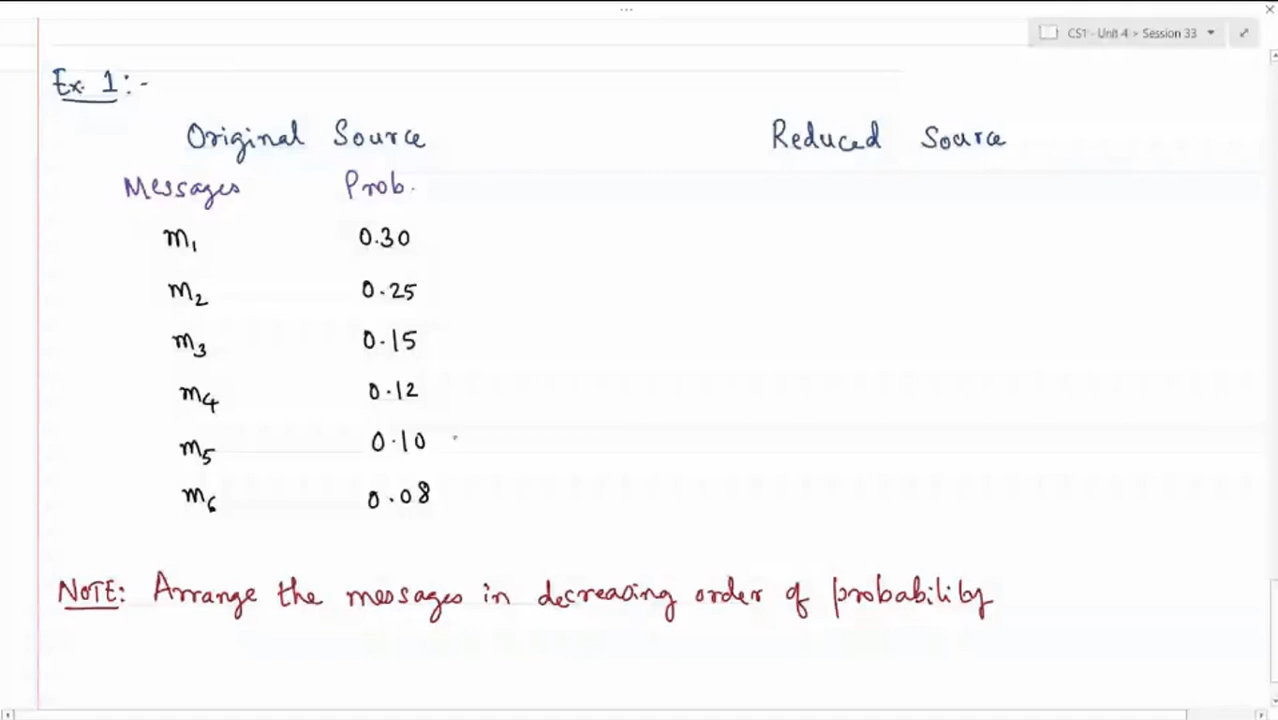 CS1 - Unit 4 > Session 33
Ex. 1:-
Original Source Reduced Source
Messages Prob.
m₁ 0.30
m₂ 0.25
m₃ 0.15
m₄ 0.12
m₅ 0.10
m₆ 0.08
NOTE: Arrange the messages in decreasing order of probability